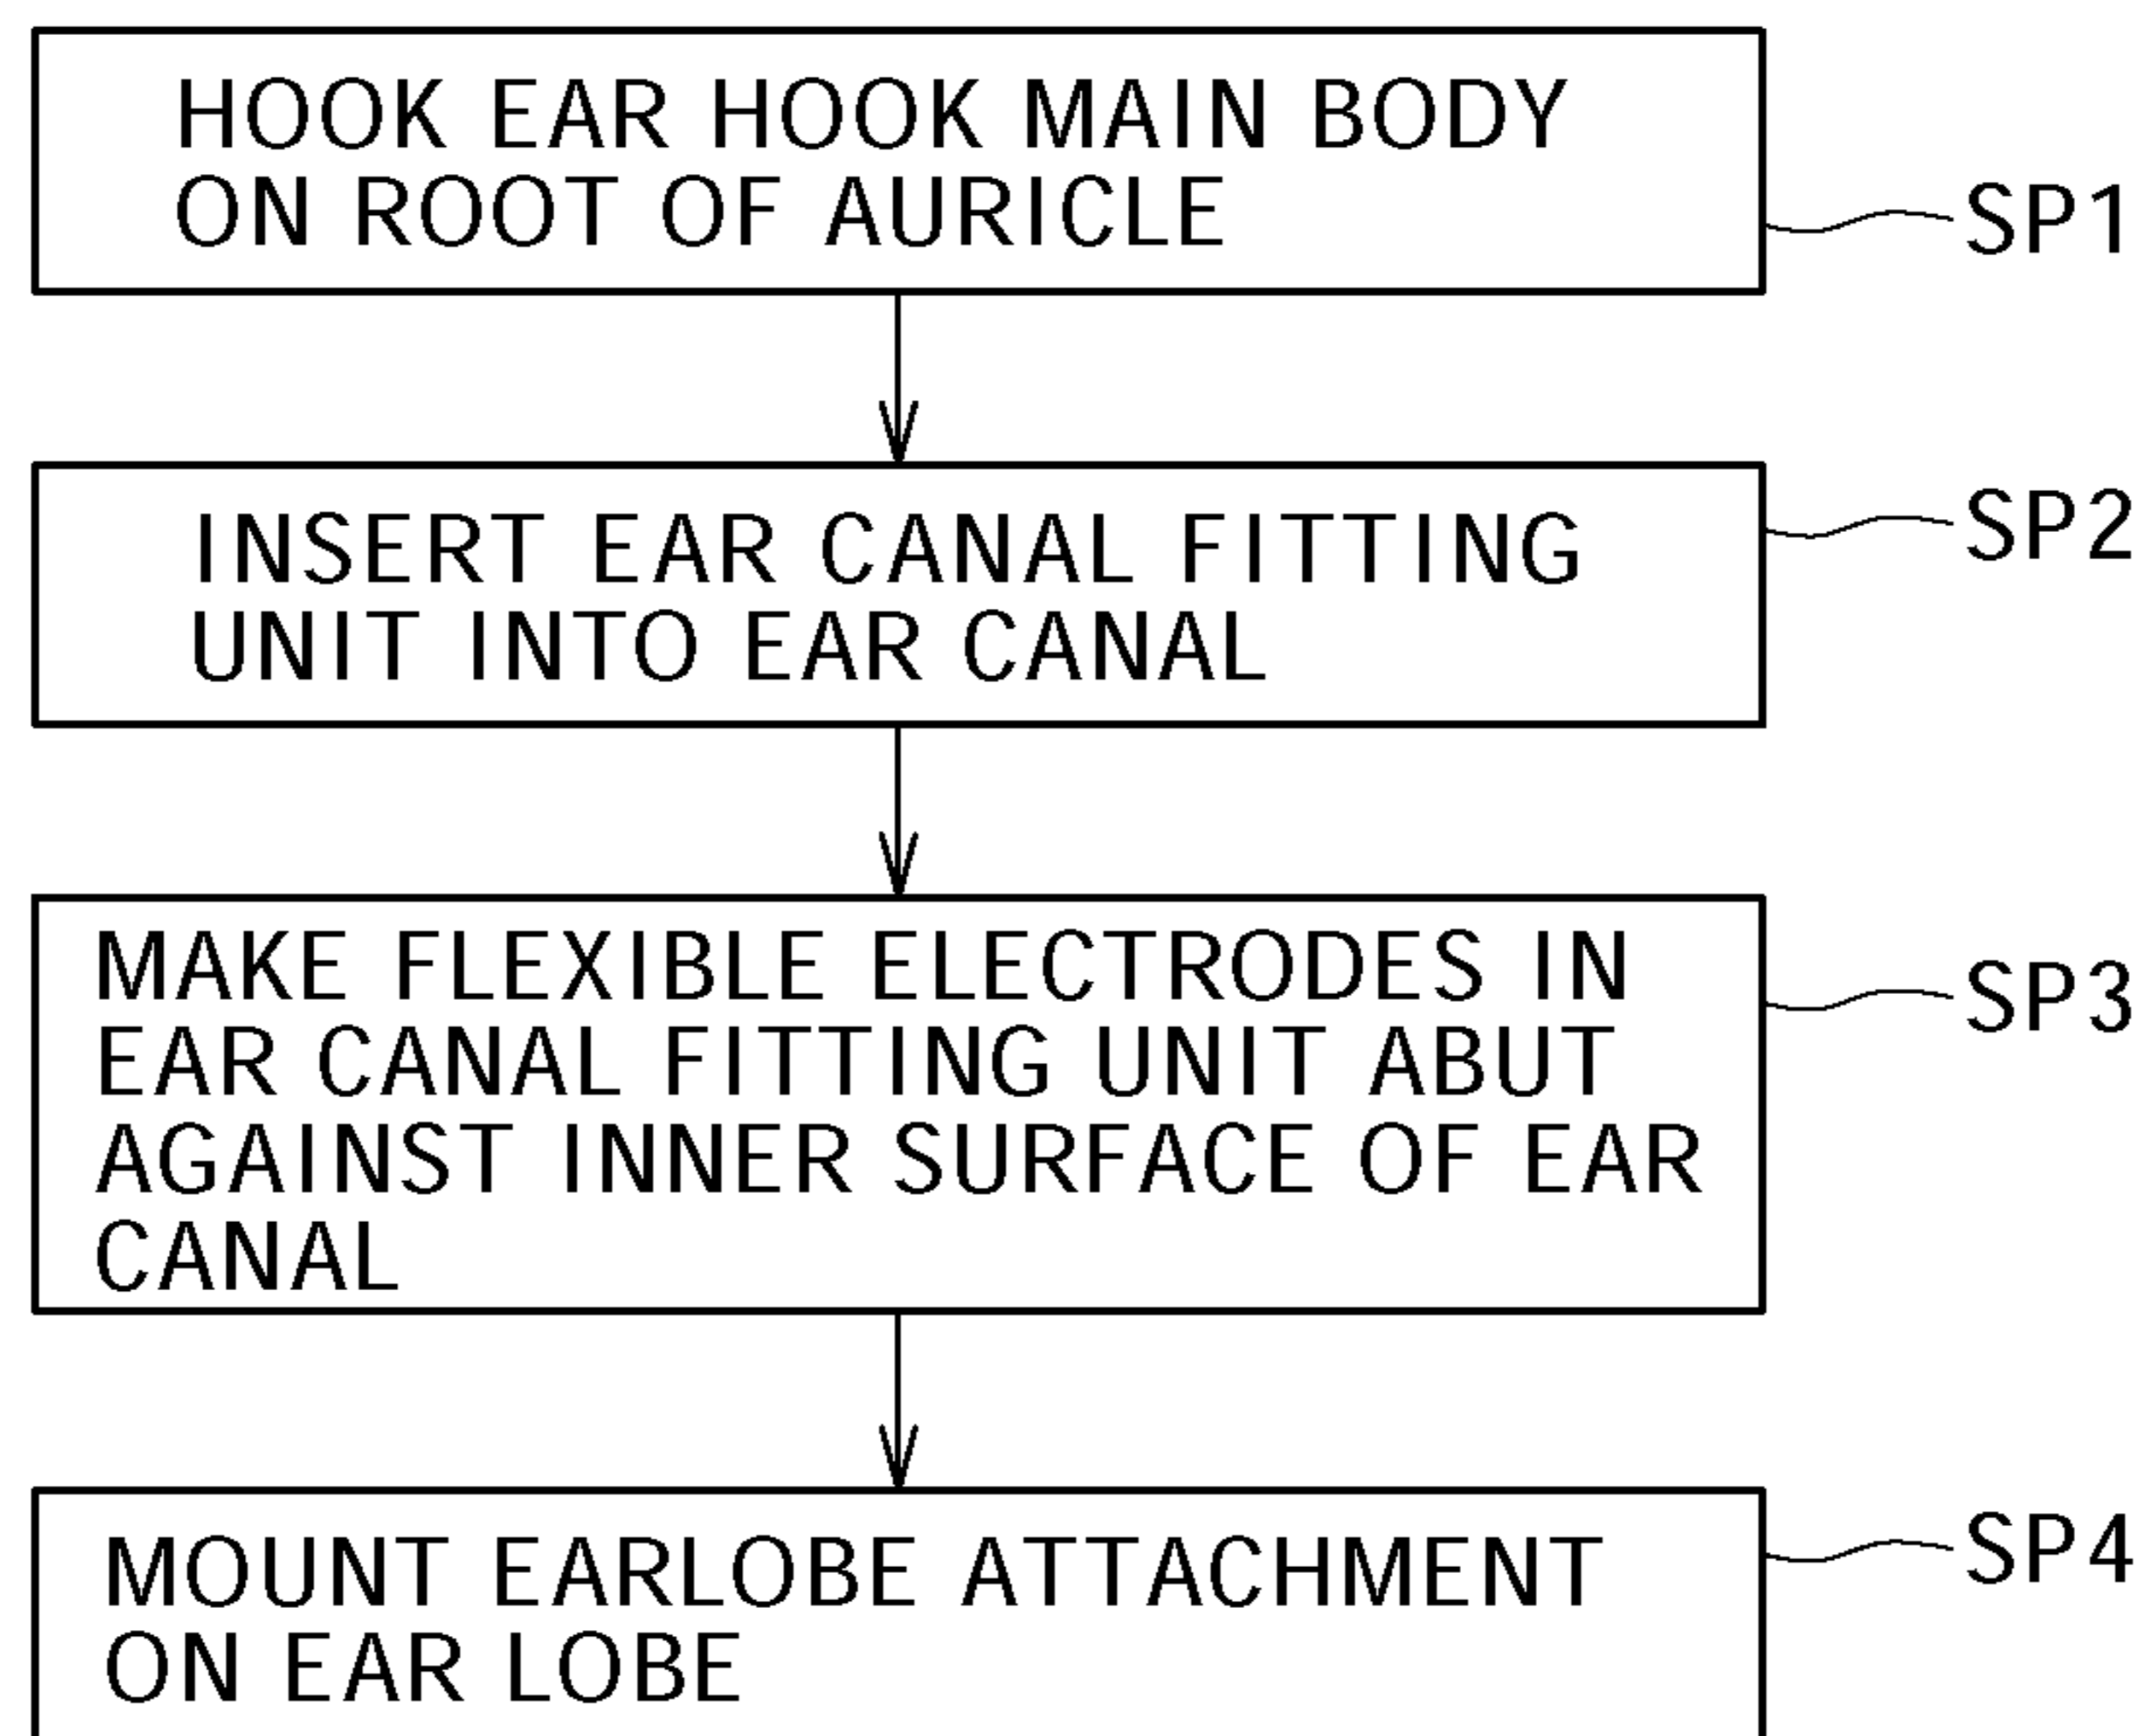 HOOK EAR HOOK MAIN BODY
ON ROOT OF AURICLE
SP1
INSERT EAR CANAL FITTING
UNIT INTO EAR CANAL
SP2
MAKE FLEXIBLE ELECTRODES IN
EAR CANAL FITTING UNIT ABUT
AGAINST INNER SURFACE OF EAR
CANAL
SP3
MOUNT EARLOBE ATTACHMENT
ON EAR LOBE
SP4